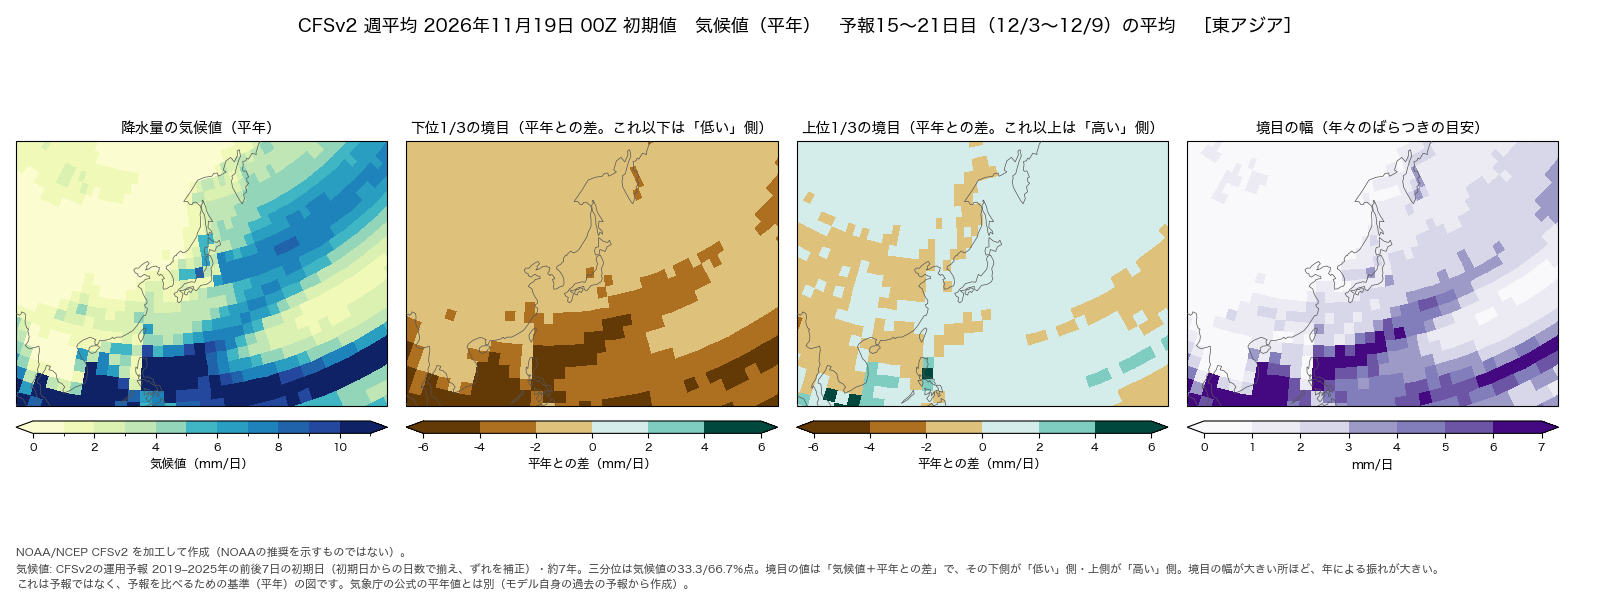 CFSv2 週平均 2026年11月19日 00Z 初期値　気候値（平年）　予報15～21日目（12/3～12/9）の平均　［東アジア］
降水量の気候値（平年）
下位1/3の境目（平年との差。これ以下は「低い」側）
上位1/3の境目（平年との差。これ以上は「高い」側）
境目の幅（年々のばらつきの目安）
0 2 4 6 8 10
-6 -4 -2 0 2 4 6
-6 -4 -2 0 2 4 6
0 1 2 3 4 5 6 7
気候値（mm/日）
平年との差（mm/日）
平年との差（mm/日）
mm/日
NOAA/NCEP CFSv2 を加工して作成（NOAAの推奨を示すものではない）。
気候値: CFSv2の運用予報 2019–2025年の前後7日の初期日（初期日からの日数で揃え、ずれを補正）・約7年。三分位は気候値の33.3/66.7%点。境目の値は「気候値＋平年との差」で、その下側が「低い」側・上側が「高い」側。境目の幅が大きい所ほど、年による振れが大きい。
これは予報ではなく、予報を比べるための基準（平年）の図です。気象庁の公式の平年値とは別（モデル自身の過去の予報から作成）。